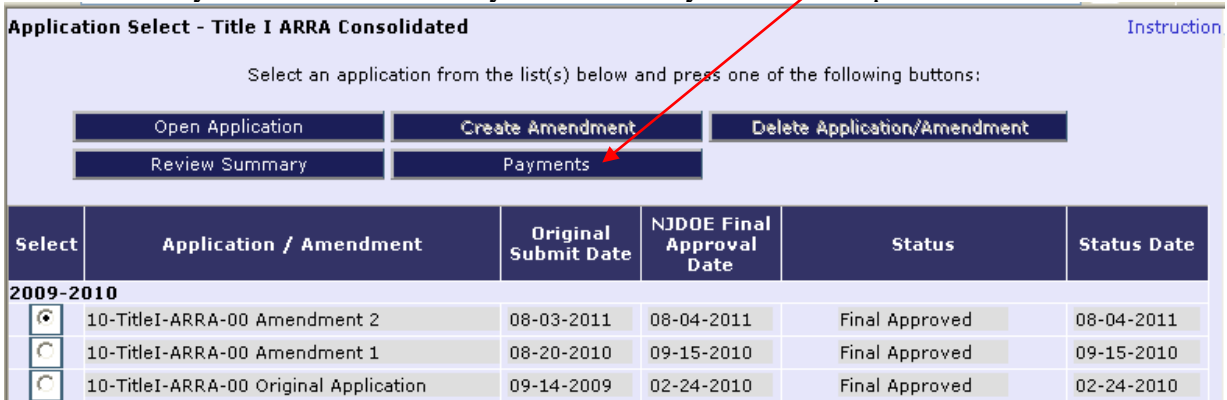 Application Select - Title I ARRA Consolidated Instruction
Select an application from the list(s) below and press one of the following buttons:
Open Application Create Amendment Delete Application/Amendment
Review Summary Payments
Select Application / Amendment Original Submit Date NJDOE Final Approval Date Status Status Date
2009-2010
10-TitleI-ARRA-00 Amendment 2 08-03-2011 08-04-2011 Final Approved 08-04-2011
10-TitleI-ARRA-00 Amendment 1 08-20-2010 09-15-2010 Final Approved 09-15-2010
10-TitleI-ARRA-00 Original Application 09-14-2009 02-24-2010 Final Approved 02-24-2010